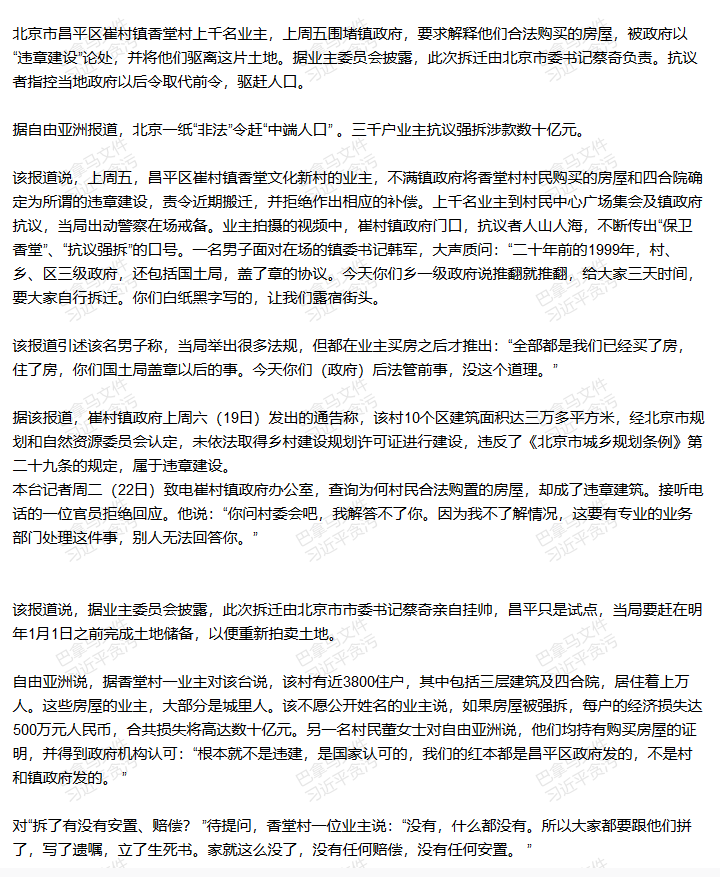 北京市昌平区崔村镇香堂村上千名业主，上周五围堵镇政府，要求解释他们合法购买的房屋，被政府以
“违章建设”论处，并将他们驱离这片土地。据业主委员会披露，此次拆迁由北京市委书记蔡奇负责。抗议
者指控当地政府以后令取代前令，驱赶人口。
据自由亚洲报道，北京一纸“非法”令赶“中端人口” 。三千户业主抗议强拆涉款数十亿元。
该报道说，上周五，昌平区崔村镇香堂文化新村的业主，不满镇政府将香堂村村民购买的房屋和四合院确
定为所谓的违章建设，责令近期搬迁，并拒绝作出相应的补偿。上千名业主到村民中心广场集会及镇政府
抗议，当局出动警察在场戒备。业主拍摄的视频中，崔村镇政府门口，抗议者人山人海，不断传出“保卫
香堂”、“抗议强拆”的口号。一名男子面对在场的镇委书记韩军，大声质问：“二十年前的1999年，村、
乡、区三级政府，还包括国土局，盖了章的协议。今天你们乡一级政府说推翻就推翻，给大家三天时间，
要大家自行拆迁。你们白纸黑字写的，让我们露宿街头。
该报道引述该名男子称，当局举出很多法规，但都在业主买房之后才推出：“全部都是我们已经买了房，
住了房，你们国土局盖章以后的事。今天你们（政府）后法管前事，没这个道理。”
据该报道，崔村镇政府上周六（19日）发出的通告称，该村10个区建筑面积达三万多平方米，经北京市规
划和自然资源委员会认定，未依法取得乡村建设规划许可证进行建设，违反了《北京市城乡规划条例》第
二十九条的规定，属于违章建设。
本台记者周二（22日）致电崔村镇政府办公室，查询为何村民合法购置的房屋，却成了违章建筑。接听电
话的一位官员拒绝回应。他说：“你问村委会吧，我解答不了你。因为我不了解情况，这要有专业的业务
部门处理这件事，别人无法回答你。”
该报道说，据业主委员会披露，此次拆迁由北京市市委书记蔡奇亲自挂帅，昌平只是试点，当局要赶在明
年1月1日之前完成土地储备，以便重新拍卖土地。
自由亚洲说，据香堂村一业主对该台说，该村有近3800住户，其中包括三层建筑及四合院，居住着上万
人。这些房屋的业主，大部分是城里人。该不愿公开姓名的业主说，如果房屋被强拆，每户的经济损失达
500万元人民币，合共损失将高达数十亿元。另一名村民董女士对自由亚洲说，他们均持有购买房屋的证
明，并得到政府机构认可：“根本就不是违建，是国家认可的，我们的红本都是昌平区政府发的，不是村
和镇政府发的。 ”
对“拆了有没有安置、赔偿？ ”待提问，香堂村一位业主说：“没有，什么都没有。所以大家都要跟他们拼
了，写了遗嘱，立了生死书。家就这么没了，没有任何赔偿，没有任何安置。 ”
巴拿马文件
习近平贪污